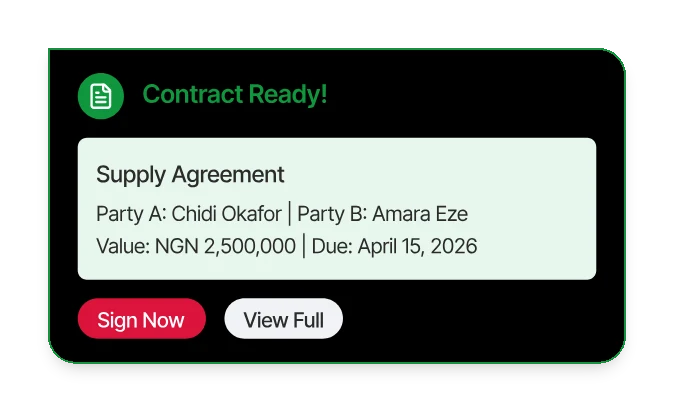 Contract Ready!
Supply Agreement
Party A: Chidi Okafor | Party B: Amara Eze
Value: NGN 2,500,000 | Due: April 15, 2026
Sign Now
View Full